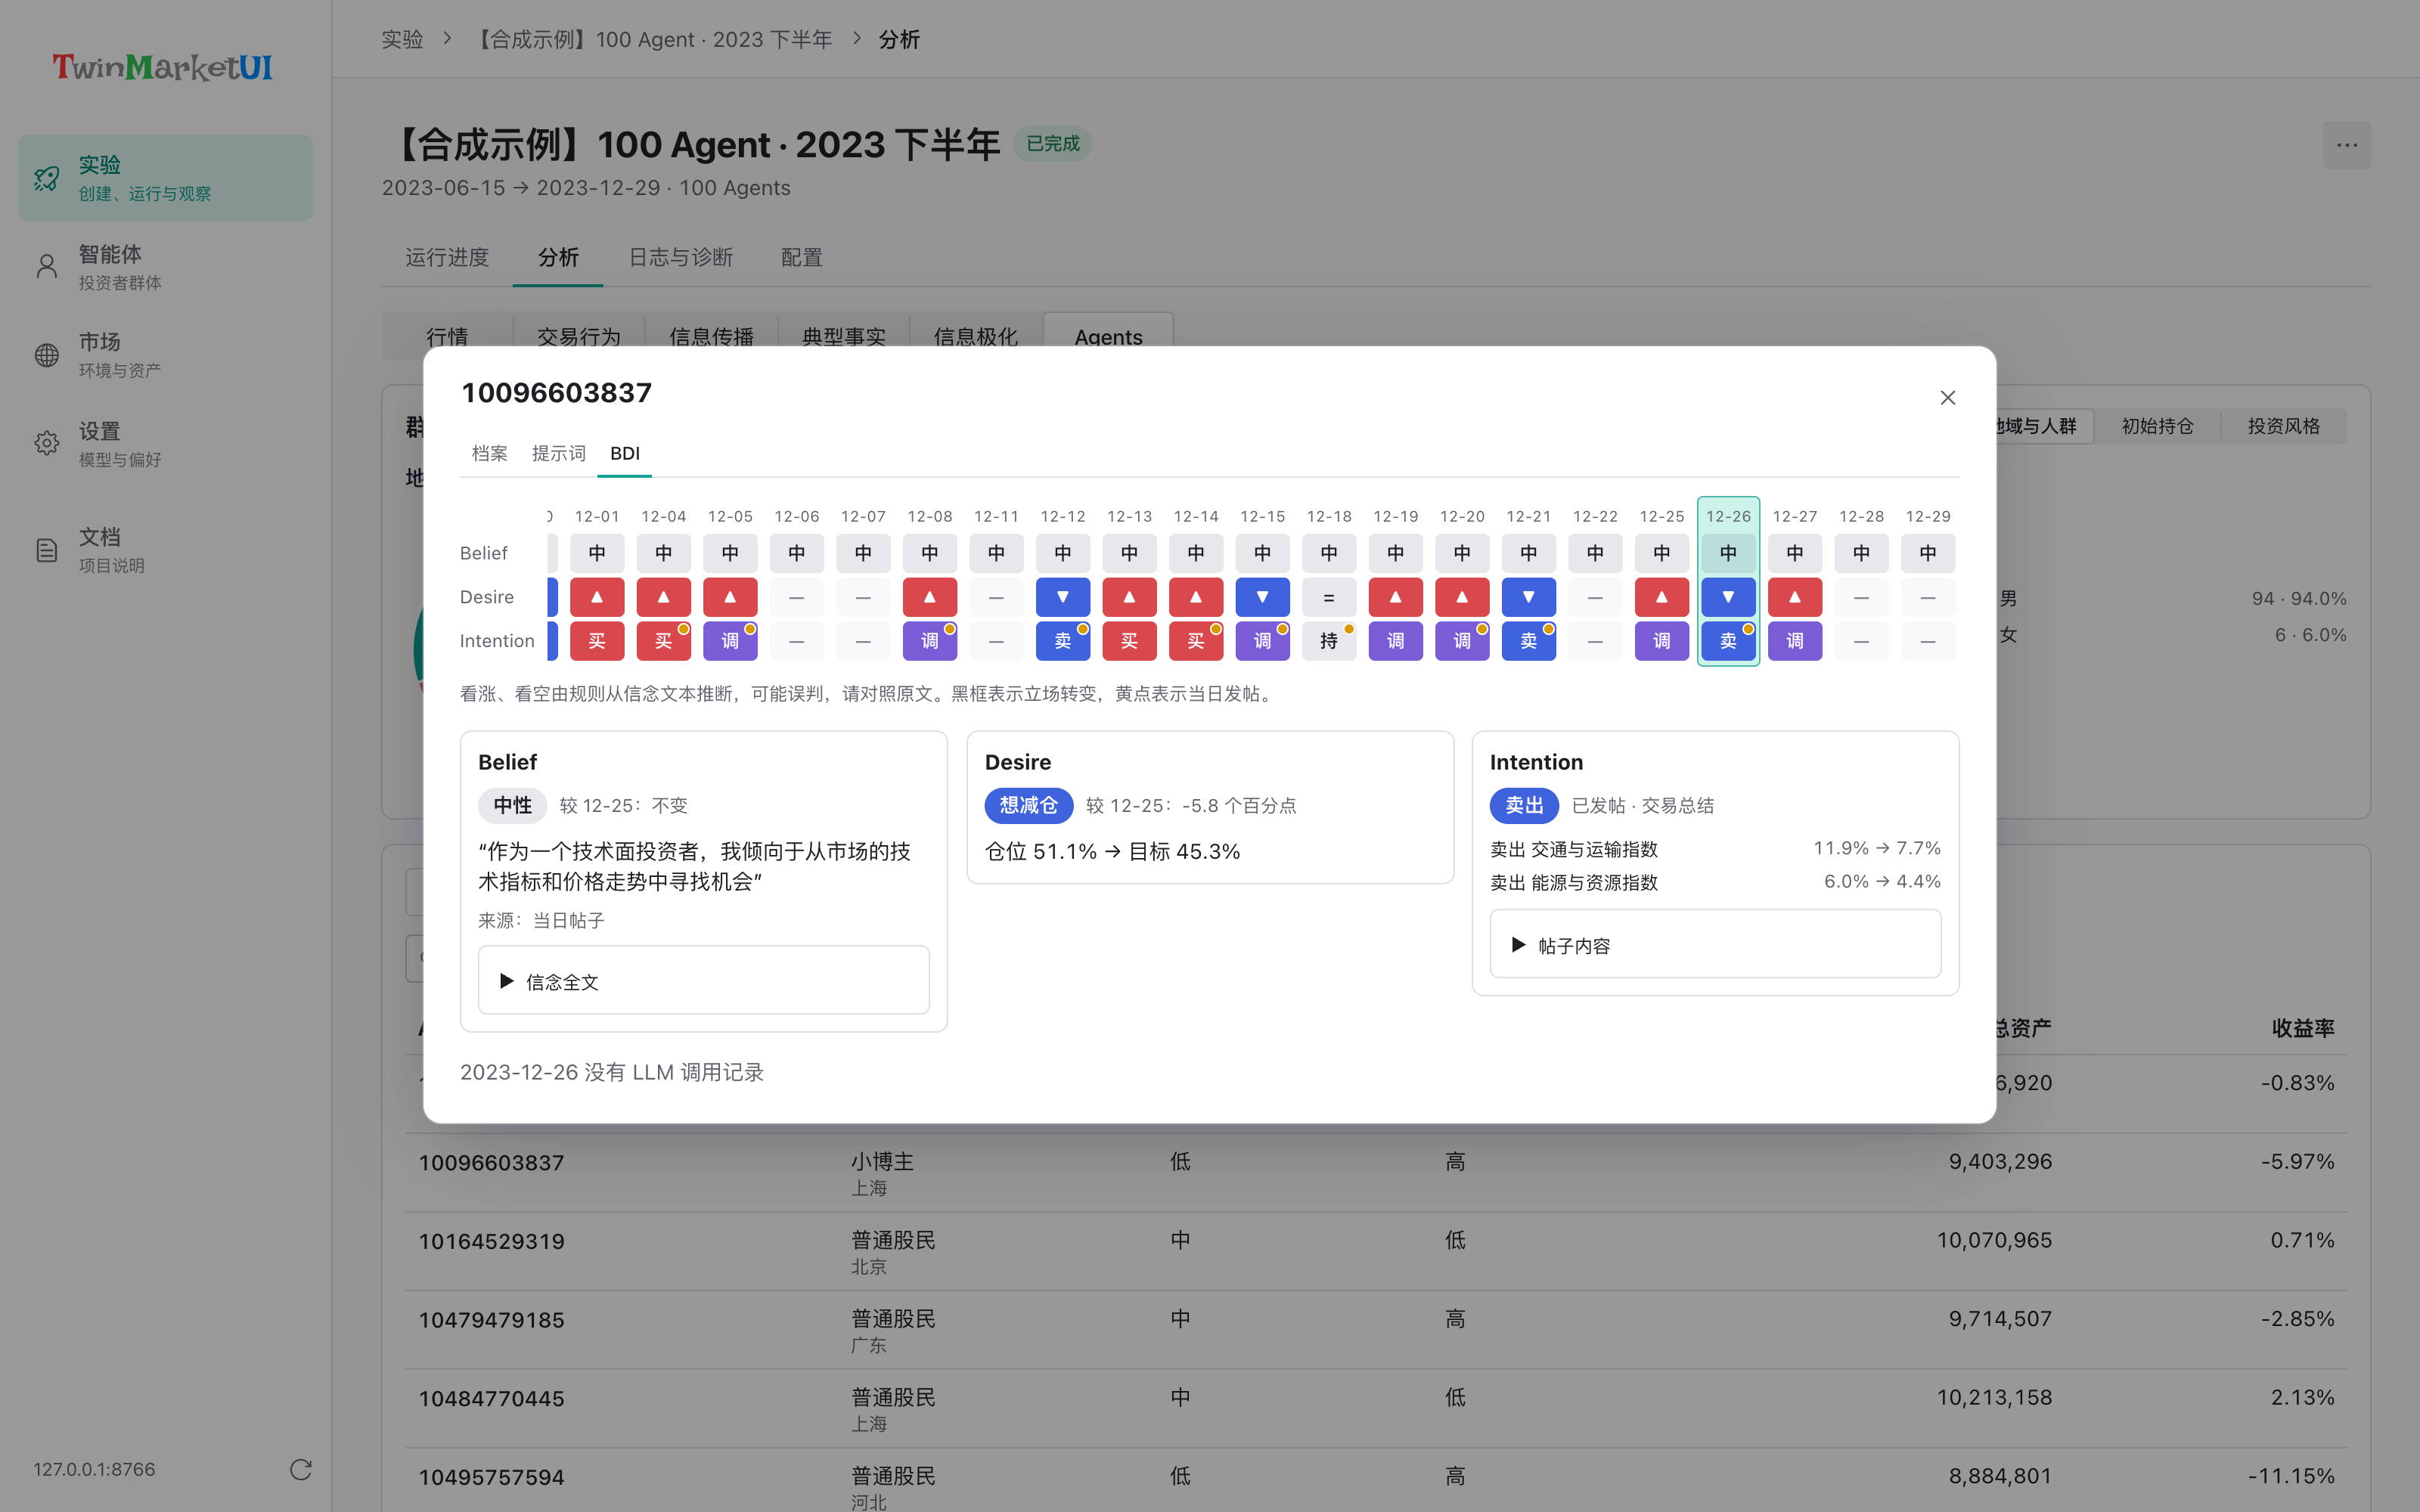 TwinMarketUI
实验
创建、运行与观察
智能体
投资者群体
市场
环境与资产
设置
模型与偏好
文档
项目说明
127.0.0.1:8766
实验 > 【合成示例】100 Agent · 2023 下半年 > 分析
【合成示例】100 Agent · 2023 下半年 已完成
2023-06-15 → 2023-12-29 · 100 Agents
···
运行进度 分析 日志与诊断 配置
行情 交易行为 信息传播 典型事实 信息极化 Agents
地域与人群 初始持仓 投资风格
男 94 · 94.0%
女 6 · 6.0%
10096603837
档案 提示词 BDI
12-01 12-04 12-05 12-06 12-07 12-08 12-11 12-12 12-13 12-14 12-15 12-18 12-19 12-20 12-21 12-22 12-25 12-26 12-27 12-28 12-29
Belief 中 中 中 中 中 中 中 中 中 中 中 中 中 中 中 中 中 中 中 中 中
Desire ▲ ▲ ▲ — — ▲ — ▼ ▲ ▲ ▼ = ▲ ▲ ▼ — ▲ ▼ ▲ — —
Intention 买 买 调 — — 调 — 卖 买 买 调 持 调 调 卖 — 调 卖 调 — —
看涨、看空由规则从信念文本推断，可能误判，请对照原文。黑框表示立场转变，黄点表示当日发帖。
Belief
中性 较 12-25：不变
“作为一个技术面投资者，我倾向于从市场的技
术指标和价格走势中寻找机会”
来源：当日帖子
▶ 信念全文
Desire
想减仓 较 12-25：-5.8 个百分点
仓位 51.1% → 目标 45.3%
Intention
卖出 已发帖 · 交易总结
卖出 交通与运输指数 11.9% → 7.7%
卖出 能源与资源指数 6.0% → 4.4%
▶ 帖子内容
2023-12-26 没有 LLM 调用记录
总资产 收益率
6,920 -0.83%
10096603837 小博主 低 高 9,403,296 -5.97%
上海
10164529319 普通股民 中 低 10,070,965 0.71%
北京
10479479185 普通股民 中 高 9,714,507 -2.85%
广东
10484770445 普通股民 中 低 10,213,158 2.13%
上海
10495757594 普通股民 低 高 8,884,801 -11.15%
河北